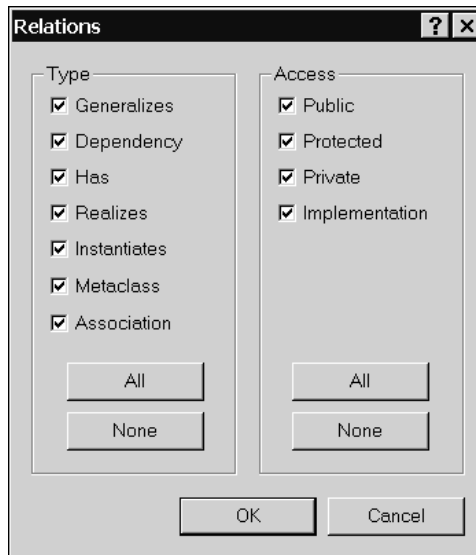 Relations ? ×
Type
Generalizes
Dependency
Has
Realizes
Instantiates
Metaclass
Association
All
None
Access
Public
Protected
Private
Implementation
All
None
OK Cancel